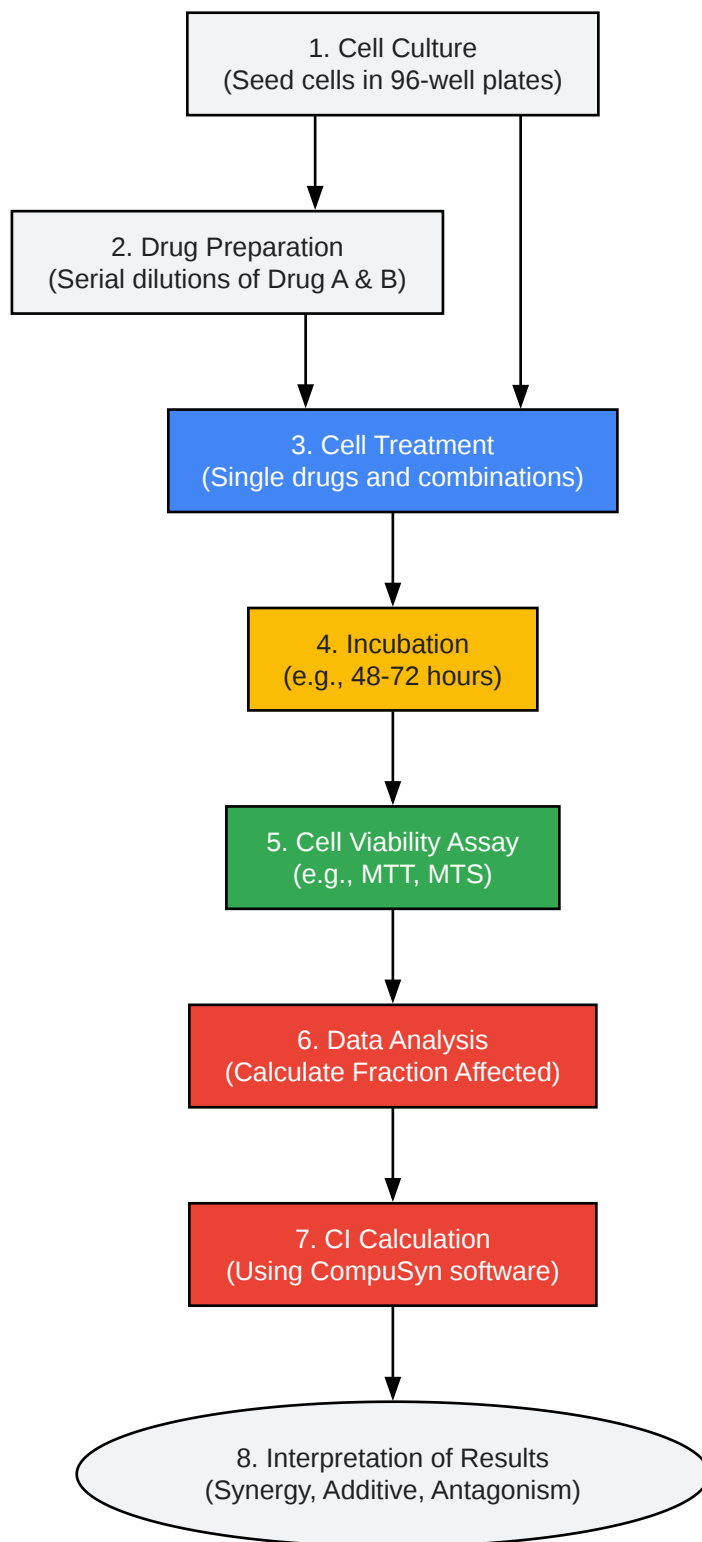 1. Cell Culture
(Seed cells in 96-well plates)
2. Drug Preparation
(Serial dilutions of Drug A & B)
3. Cell Treatment
(Single drugs and combinations)
4. Incubation
(e.g., 48-72 hours)
5. Cell Viability Assay
(e.g., MTT, MTS)
6. Data Analysis
(Calculate Fraction Affected)
7. CI Calculation
(Using CompuSyn software)
8. Interpretation of Results
(Synergy, Additive, Antagonism)